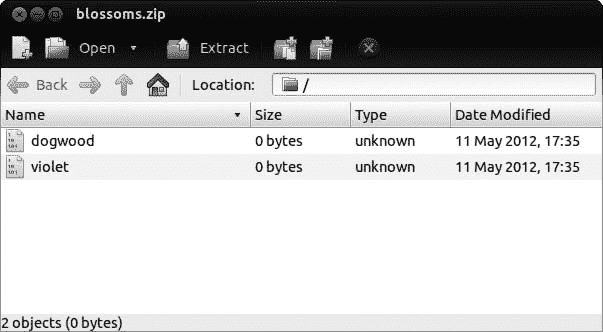 blossoms.zip
Open Extract
Back Location: /
Name Size Type Date Modified
dogwood 0 bytes unknown 11 May 2012, 17:35
violet 0 bytes unknown 11 May 2012, 17:35
2 objects (0 bytes)